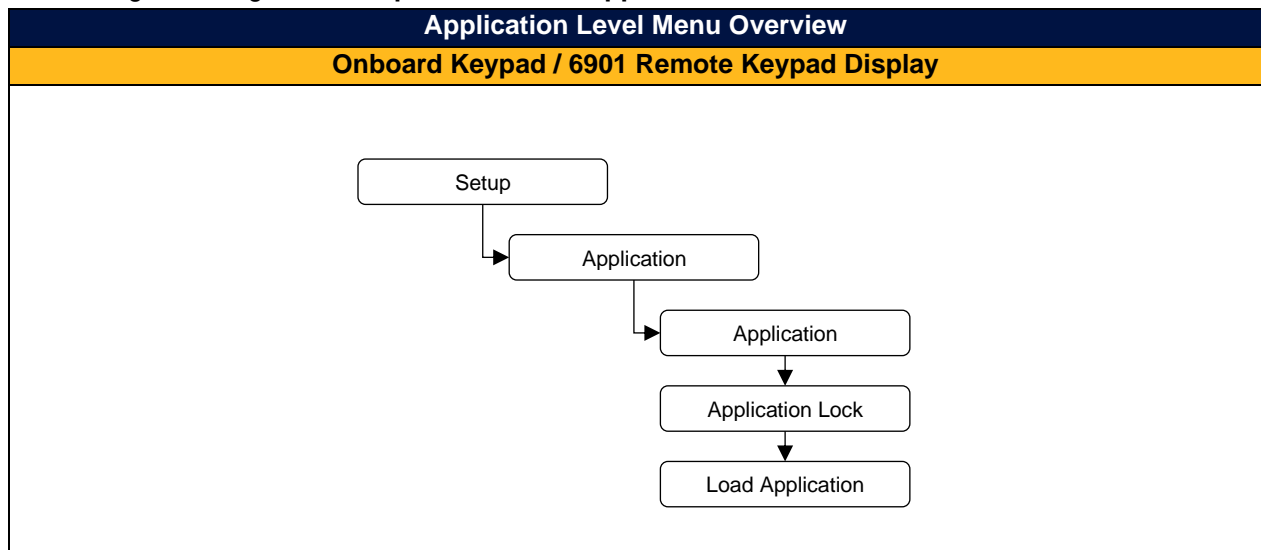 Application Level Menu Overview
Onboard Keypad / 6901 Remote Keypad Display
Setup
Application
Application
Application Lock
Load Application